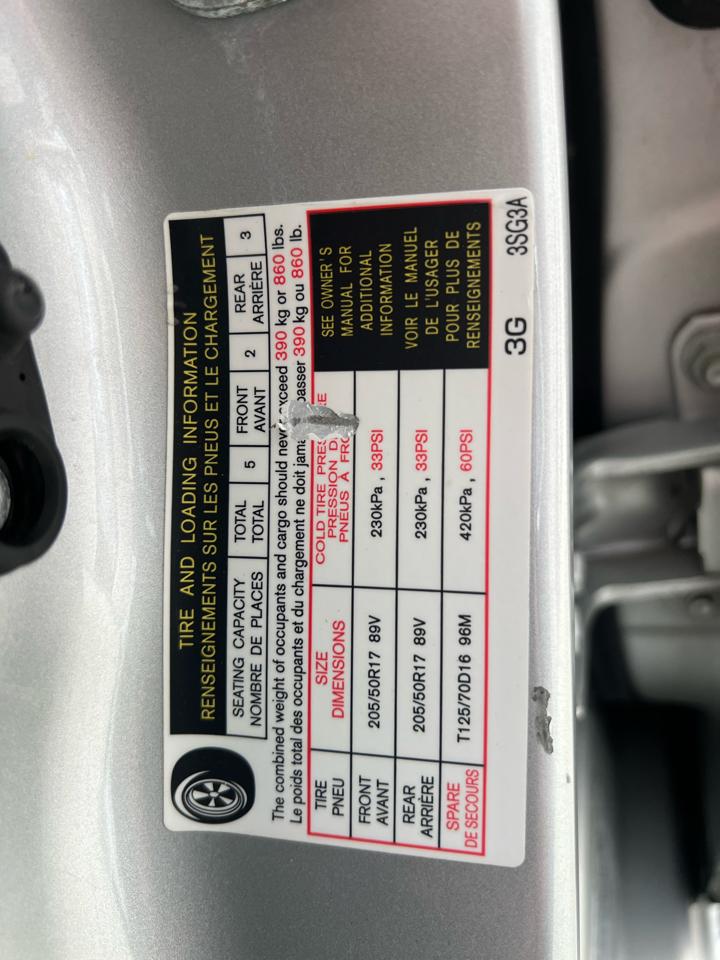 TIRE AND LOADING INFORMATION
RENSEIGNEMENTS SUR LES PNEUS ET LE CHARGEMENT
SEATING CAPACITY TOTAL 5 FRONT 2 REAR 3
NOMBRE DE PLACES TOTAL AVANT ARRIÈRE
The combined weight of occupants and cargo should never exceed 390 kg or 860 lbs.
Le poids total des occupants et du chargement ne doit 390 kg ou 860 lb.
TIRE SIZE COLD TIRE
PNEU DIMENSIONS PRESSION
PNEUS À
FRONT 205/50R17 89V 230kPa , 33PSI
AVANT
REAR 205/50R17 89V 230kPa , 33PSI
ARRIÈRE
SPARE T125/70D16 96M 420kPa , 60PSI
DE SECOURS
SEE OWNER'S
MANUAL FOR
ADDITIONAL
INFORMATION
VOIR LE MANUEL
DE L'USAGER
POUR PLUS DE
RENSEIGNEMENTS
3G 3SG3A